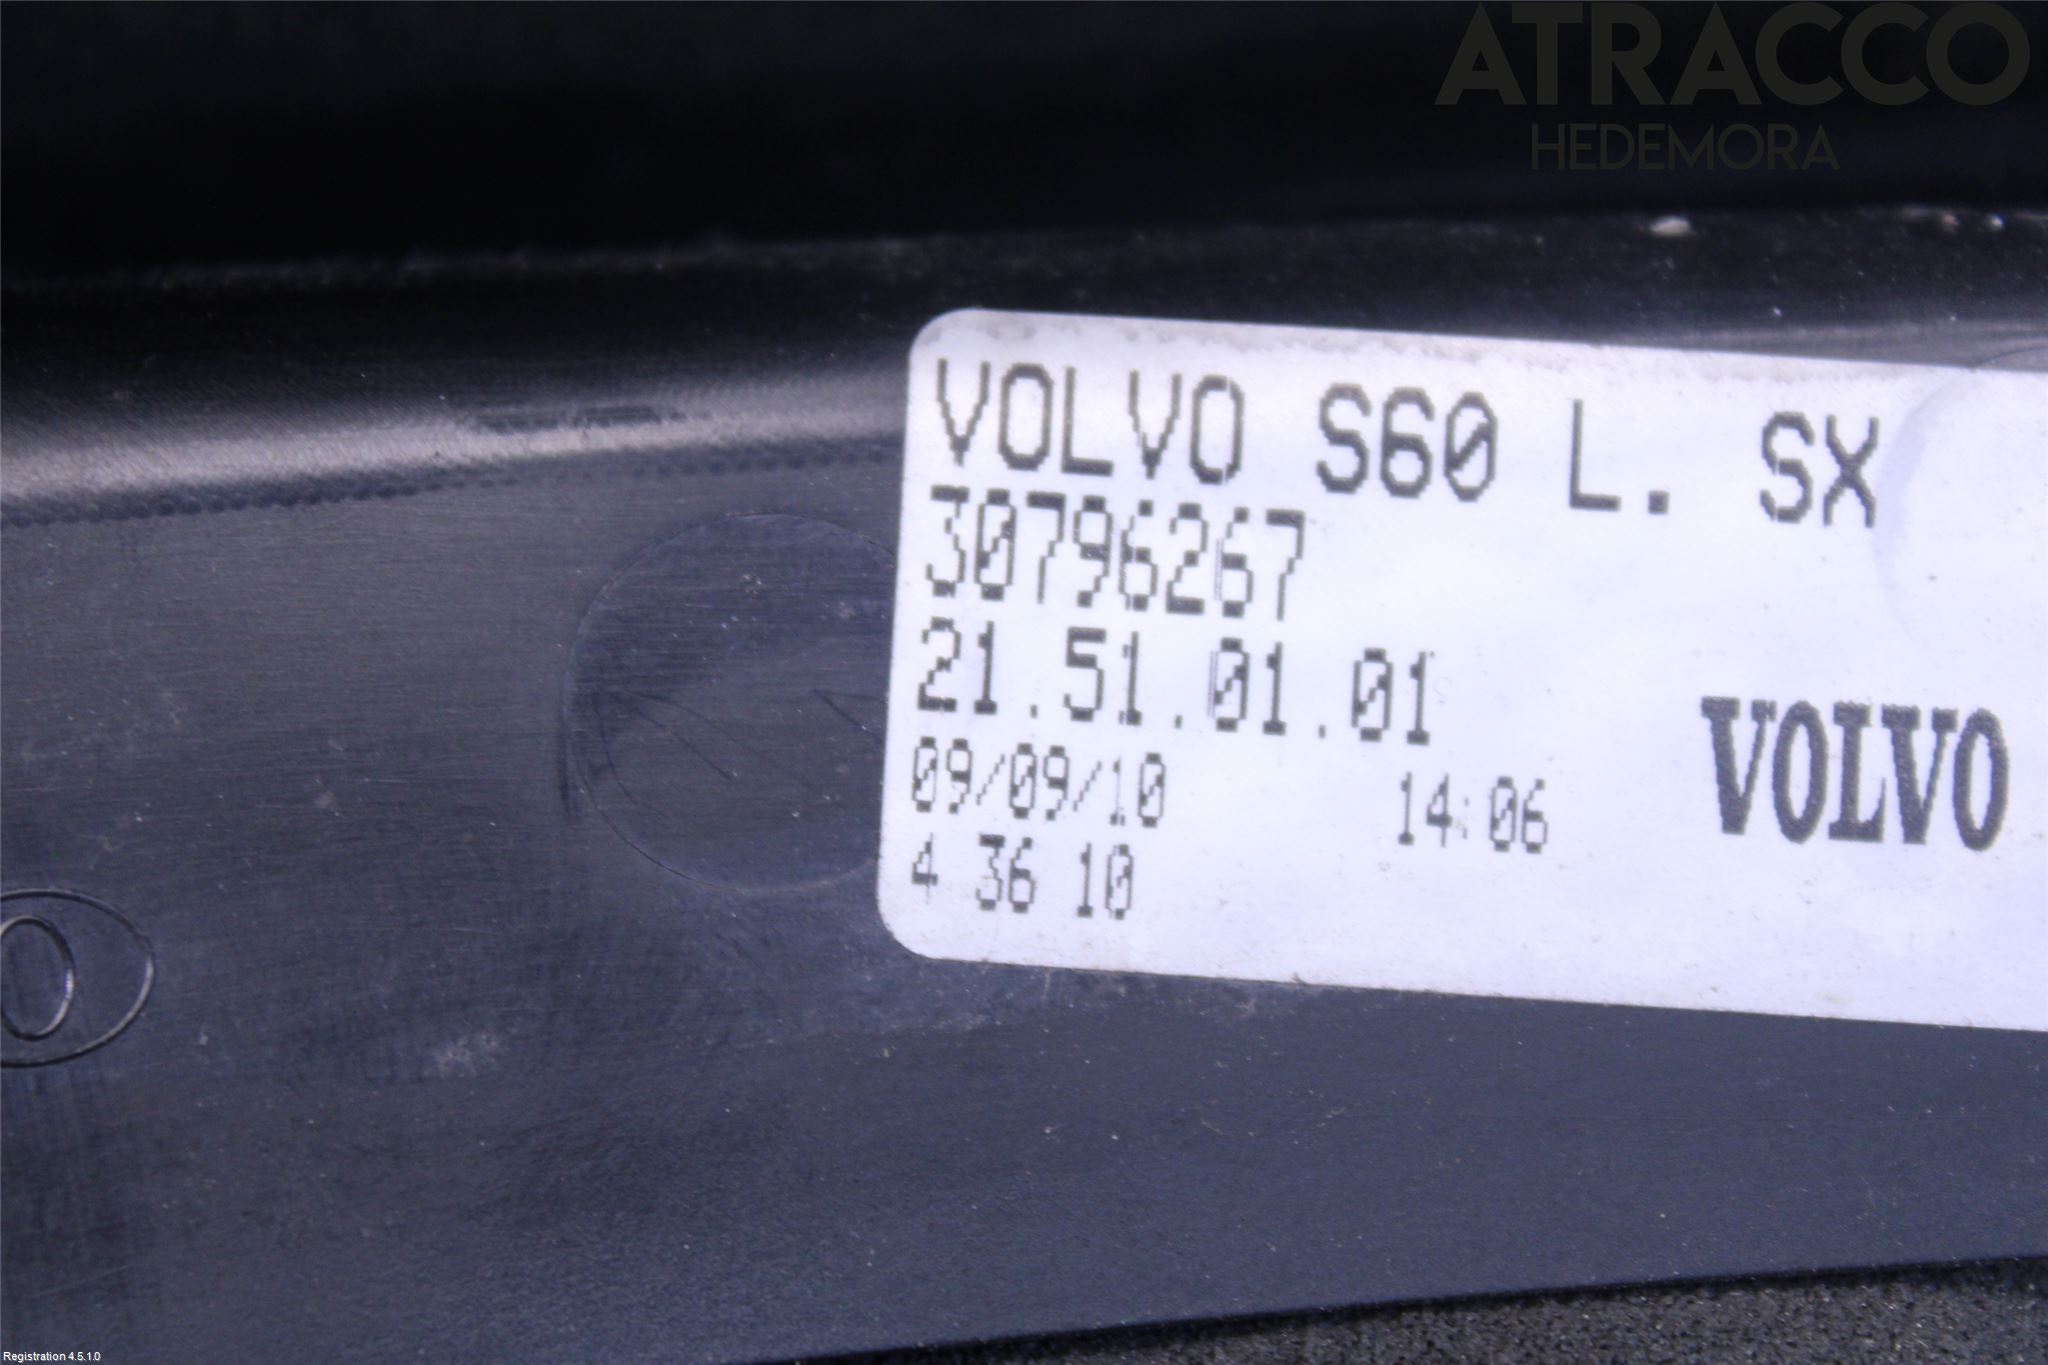 ATRACCO
HEDEMORA
VOLVO S60 L. SX
30796267
21.51.01.01
09/09/10 14:06
4 36 10
VOLVO
0
Registration 4.5.1.0